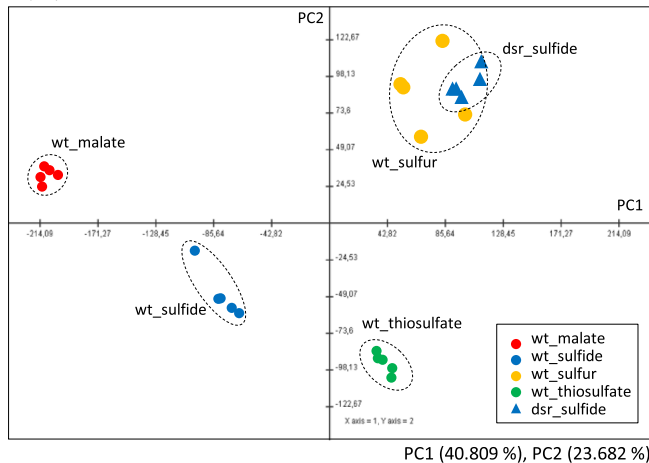 PC2
122,67
dsr_sulfide
98,13
73,6
wt_malate
49,07
wt_sulfur
24,53
PC1
-214,09 -171,27 -128,45 -85,64 -42,82 42,82 85,64 128,45 171,27 214,09
-24,53
-49,07
wt_sulfide
wt_thiosulfate
-73,6
wt_malate
wt_sulfide
-98,13
wt_sulfur
wt_thiosulfate
-122,67
dsr_sulfide
X axis = 1, Y axis = 2
PC1 (40.809 %), PC2 (23.682 %)